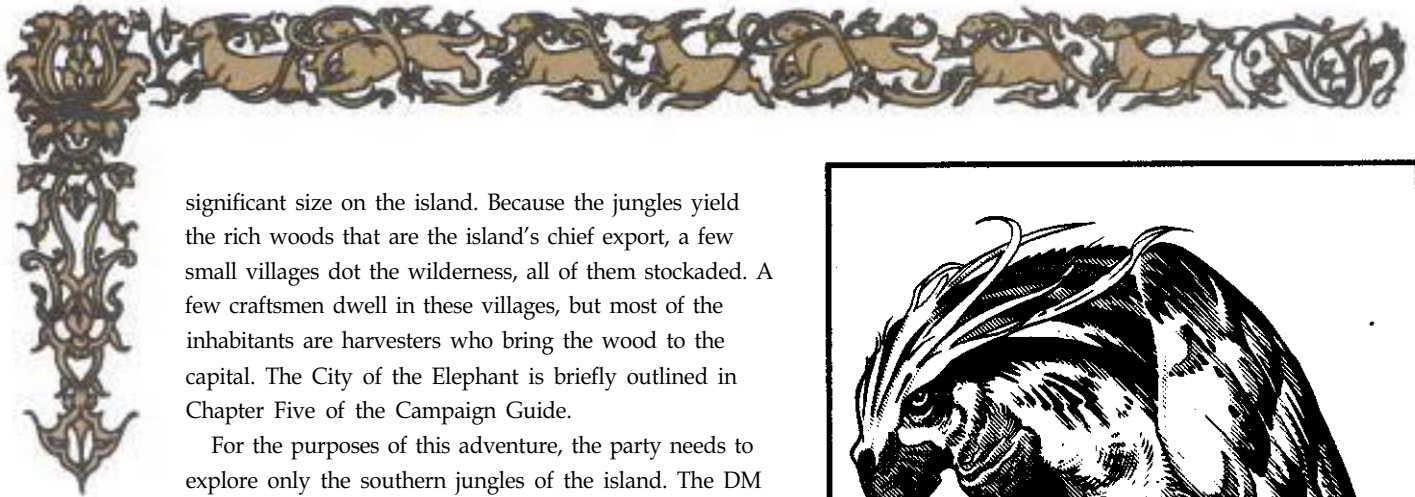 significant size on the island. Because the jungles yield
the rich woods that are the island's chief export, a few
small villages dot the wilderness, all of them stockaded. A
few craftsmen dwell in these villages, but most of the
inhabitants are harvesters who bring the wood to the
capital. The City of the Elephant is briefly outlined in
Chapter Five of the Campaign Guide.
For the purposes of this adventure, the party needs to
explore only the southern jungles of the island. The DM